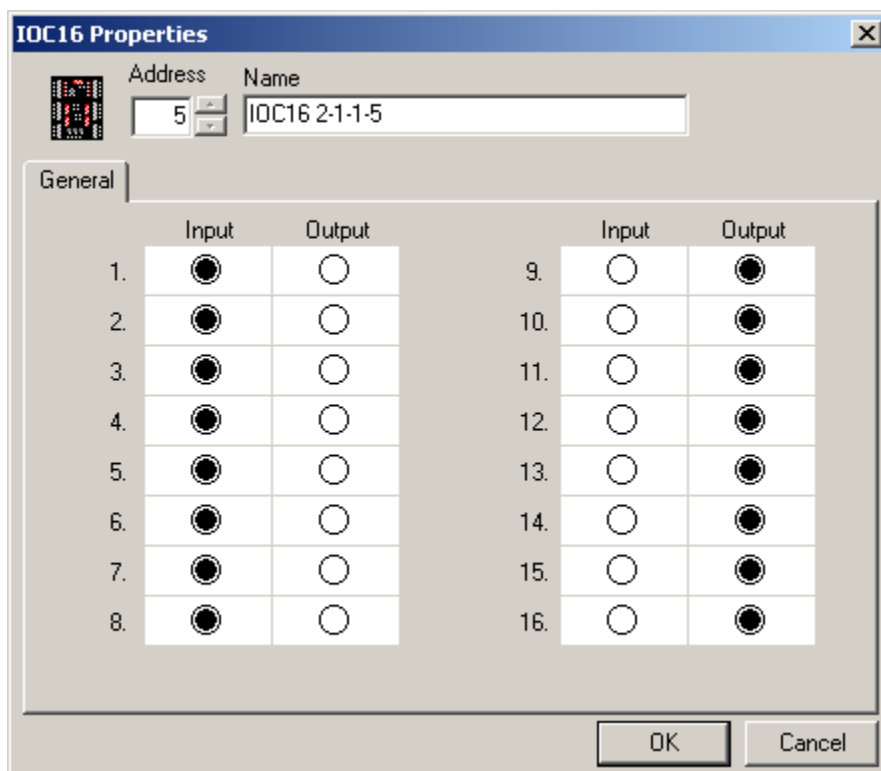 IOC16 Properties
Address Name
5 IOC16 2-1-1-5
General
Input Output Input Output
1. 9.
2. 10.
3. 11.
4. 12.
5. 13.
6. 14.
7. 15.
8. 16.
OK Cancel